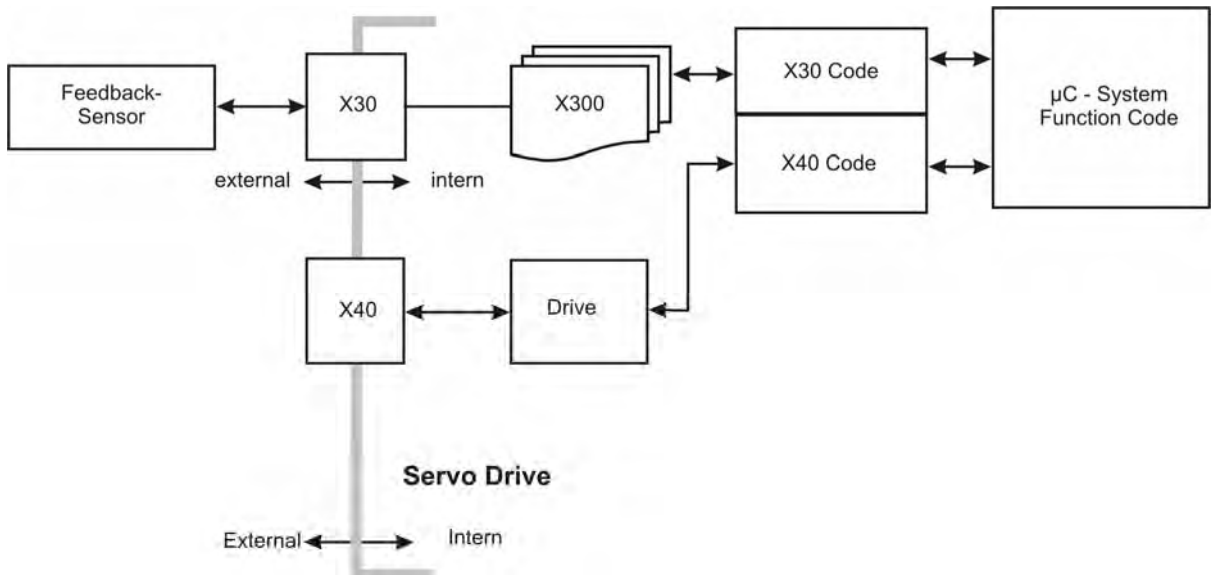 Feedback-
Sensor
X30
X300
X30 Code
X40 Code
µC - System
Function Code
external
intern
X40
Drive
Servo Drive
External
Intern